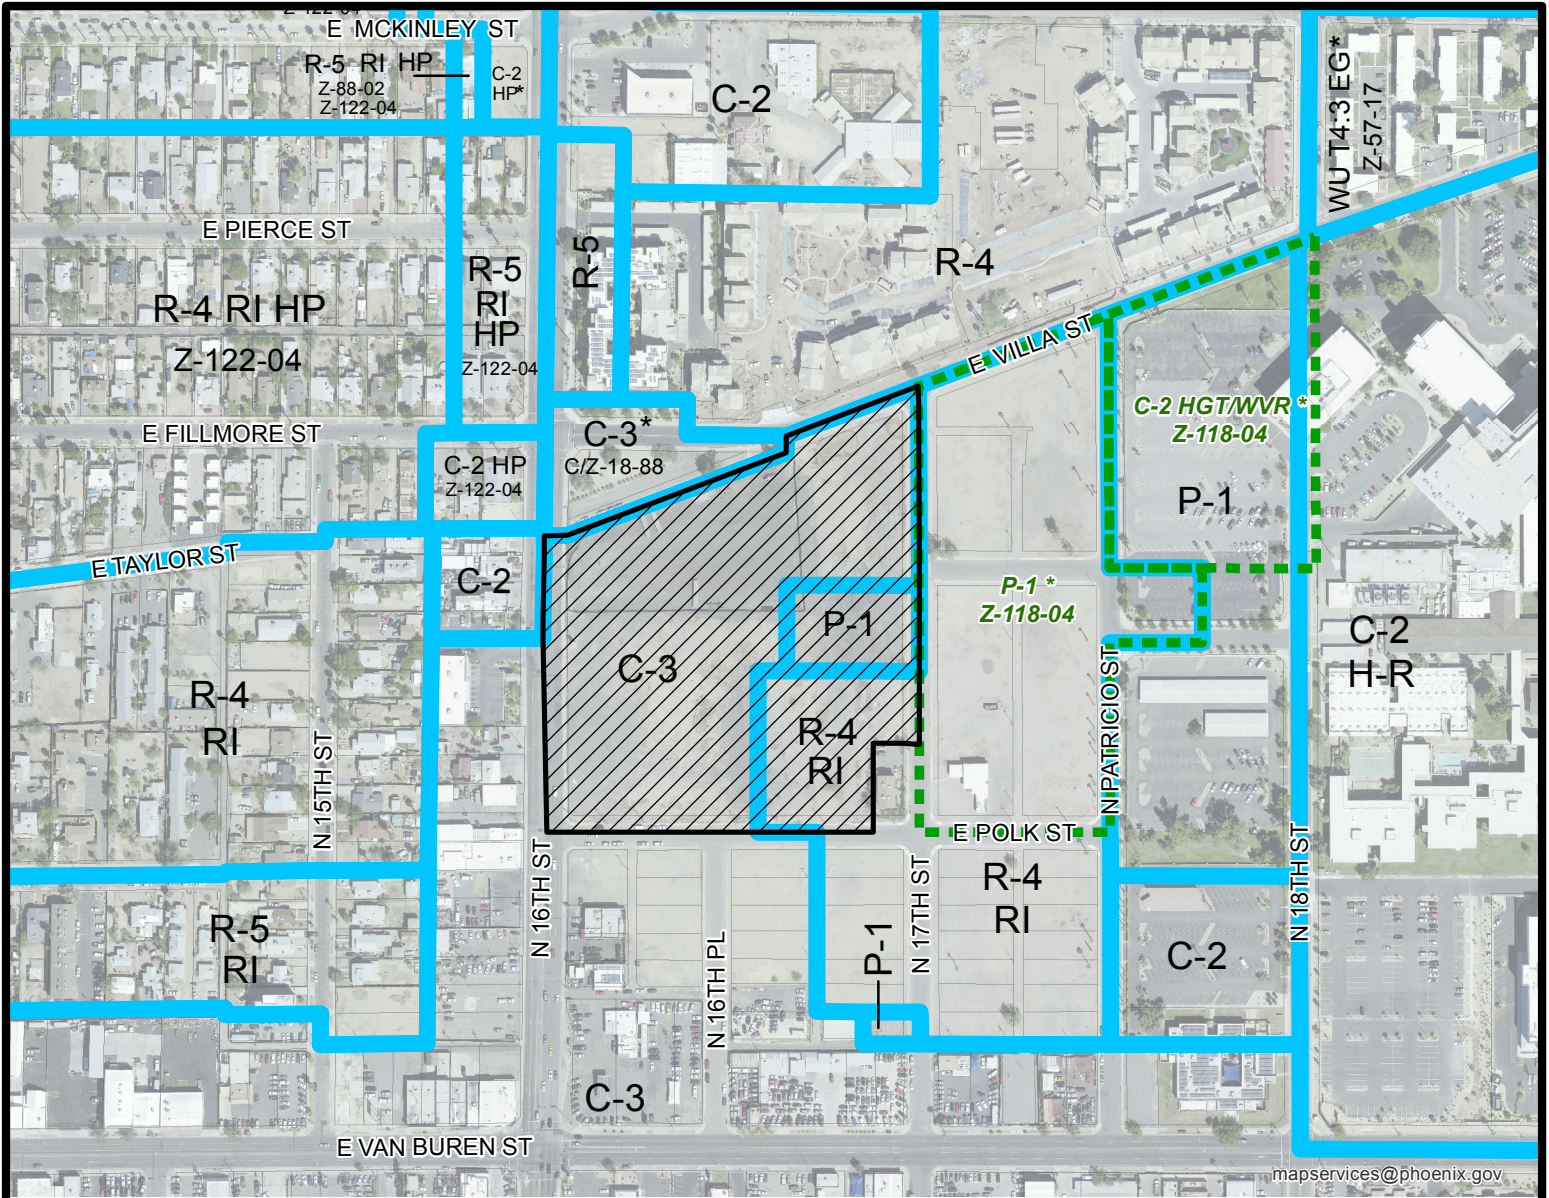 Z-122-04
E MCKINLEY ST
R-5 RI HP
Z-88-02
Z-122-04
C-2
HP*
C-2
WU T4:3 EG*
Z-57-17
E PIERCE ST
R-4 RI HP
Z-122-04
R-5
RI
HP
Z-122-04
R-5
R-4
E VILLA ST
C-2 HGT/WVR *
Z-118-04
P-1
E FILLMORE ST
C-3*
C/Z-18-88
C-2 HP
Z-122-04
E TAYLOR ST
C-2
P-1 *
Z-118-04
P-1
C-3
C-2
H-R
R-4
RI
R-4
RI
N 15TH ST
N PATRICIO ST
E POLK ST
N 16TH ST
N 17TH ST
R-4
RI
N 18TH ST
R-5
RI
P-1
C-2
N 16TH PL
C-3
E VAN BUREN ST
mapservices@phoenix.gov